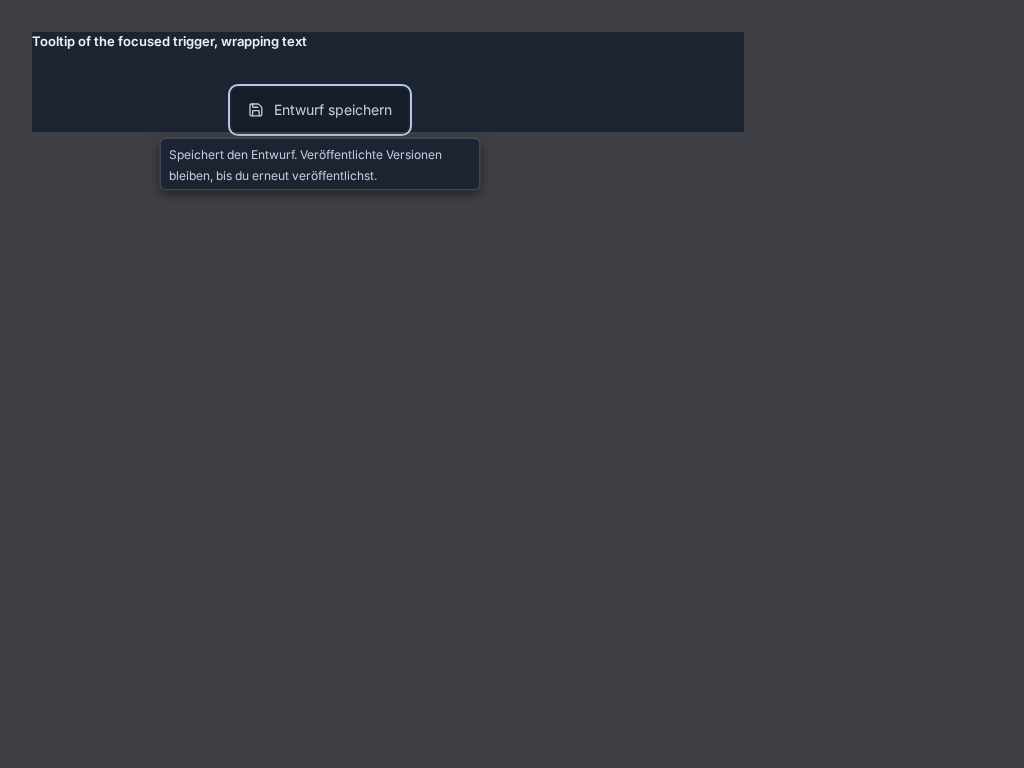 Tooltip of the focused trigger, wrapping text
Entwurf speichern
Speichert den Entwurf. Veröffentlichte Versionen
bleiben, bis du erneut veröffentlichst.